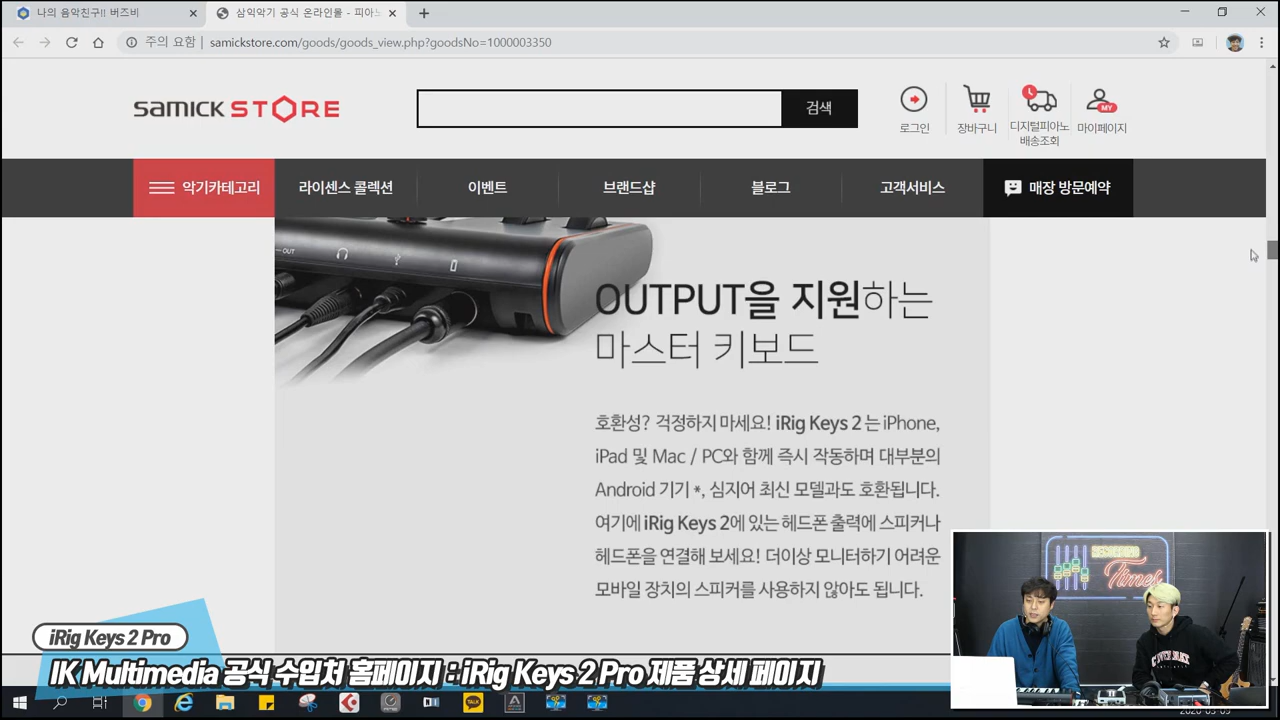 나의 음악친구!! 버즈비
삼익악기 공식 온라인몰 - 피아노
주의 요함
samickstore.com/goods/goods_view.php?goodsNo=1000003350
SAMICK STORE
검색
로그인
장바구니
디지털피아노
배송조회
MY
마이페이지
악기카테고리
라이센스 콜렉션
이벤트
브랜드샵
블로그
고객서비스
매장 방문예약
OUT
OUTPUT을 지원하는
마스터 키보드
호환성? 걱정하지 마세요! iRig Keys 2 는 iPhone,
iPad 및 Mac / PC와 함께 즉시 작동하며 대부분의
Android 기기 *, 심지어 최신 모델과도 호환됩니다.
여기에 iRig Keys 2에 있는 헤드폰 출력에 스피커나
헤드폰을 연결해 보세요! 더이상 모니터하기 어려운
모바일 장치의 스피커를 사용하지 않아도 됩니다.
SESSION
Times
iRig Keys 2 Pro
IK Multimedia 공식 수입처 홈페이지 : iRig Keys 2 Pro 제품 상세 페이지
TALK